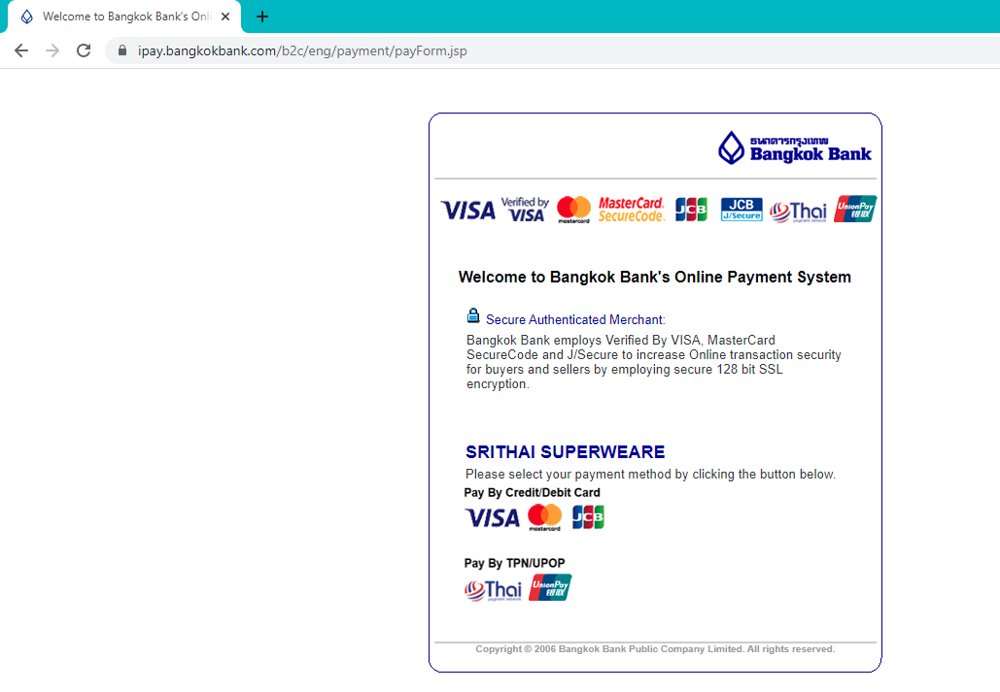 Welcome to Bangkok Bank's Onli
ipay.bangkokbank.com/b2c/eng/payment/payForm.jsp
ธนาคารกรุงเทพ
Bangkok Bank
VISA Verified by VISA mastercard MasterCard. SecureCode. JCB JCB J/Secure Thai payment network UnionPay 银联
Welcome to Bangkok Bank's Online Payment System
Secure Authenticated Merchant:
Bangkok Bank employs Verified By VISA, MasterCard
SecureCode and J/Secure to increase Online transaction security
for buyers and sellers by employing secure 128 bit SSL
encryption.
SRITHAI SUPERWEARE
Please select your payment method by clicking the button below.
Pay By Credit/Debit Card
VISA mastercard JCB
Pay By TPN/UPOP
Thai payment network UnionPay 银联
Copyright © 2006 Bangkok Bank Public Company Limited. All rights reserved.